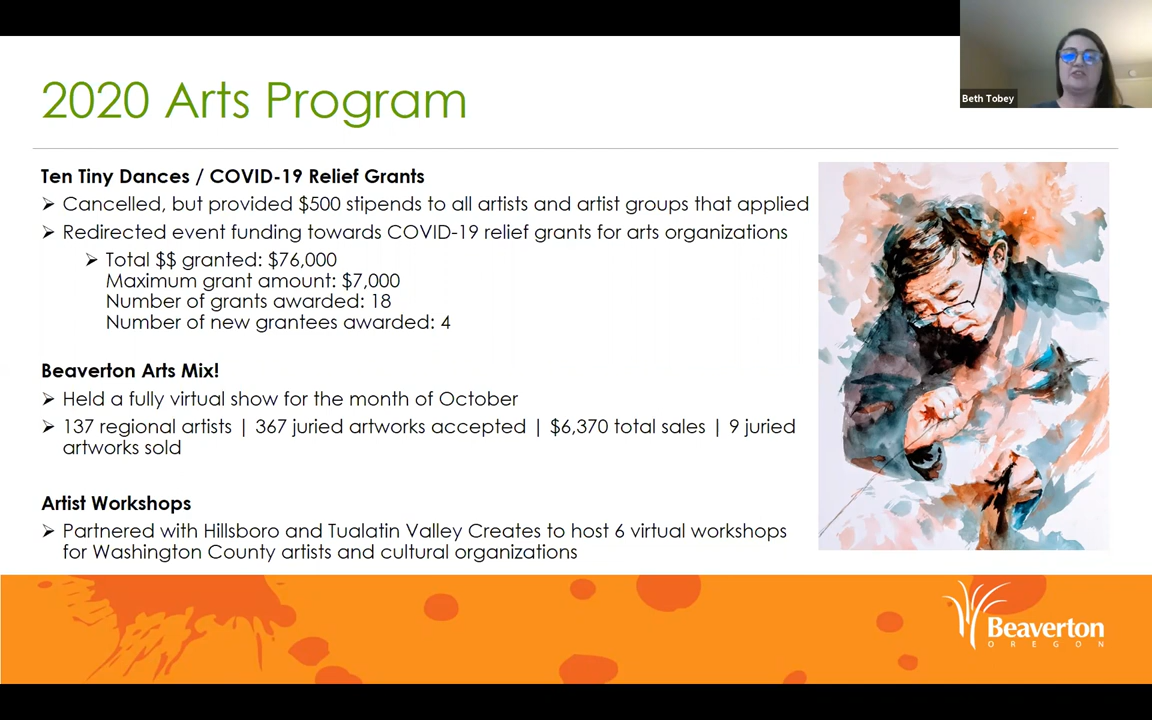 Beth Tobey
2020 Arts Program
Ten Tiny Dances / COVID-19 Relief Grants
➢ Cancelled, but provided $500 stipends to all artists and artist groups that applied
➢ Redirected event funding towards COVID-19 relief grants for arts organizations
➢ Total $$ granted: $76,000
Maximum grant amount: $7,000
Number of grants awarded: 18
Number of new grantees awarded: 4
Beaverton Arts Mix!
➢ Held a fully virtual show for the month of October
➢ 137 regional artists | 367 juried artworks accepted | $6,370 total sales | 9 juried
artworks sold
Artist Workshops
➢ Partnered with Hillsboro and Tualatin Valley Creates to host 6 virtual workshops
for Washington County artists and cultural organizations
Beaverton
OREGON